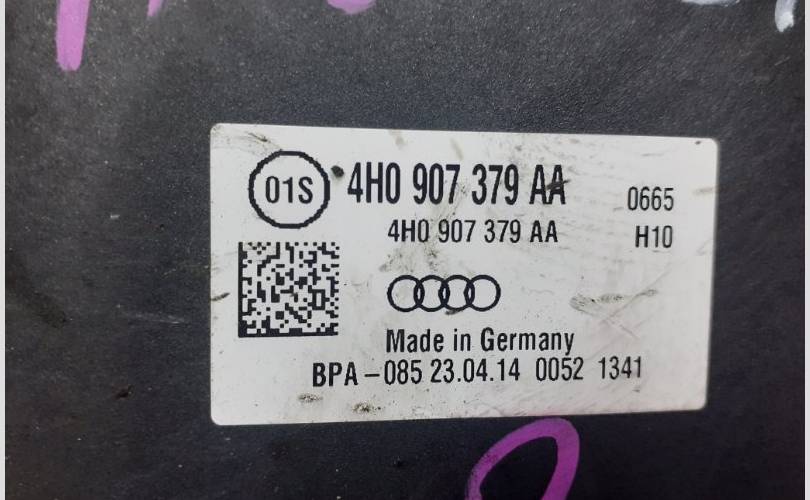 01S
4H0 907 379 AA
0665
4H0 907 379 AA
H10
Made in Germany
BPA-085 23.04.14 0052 1341